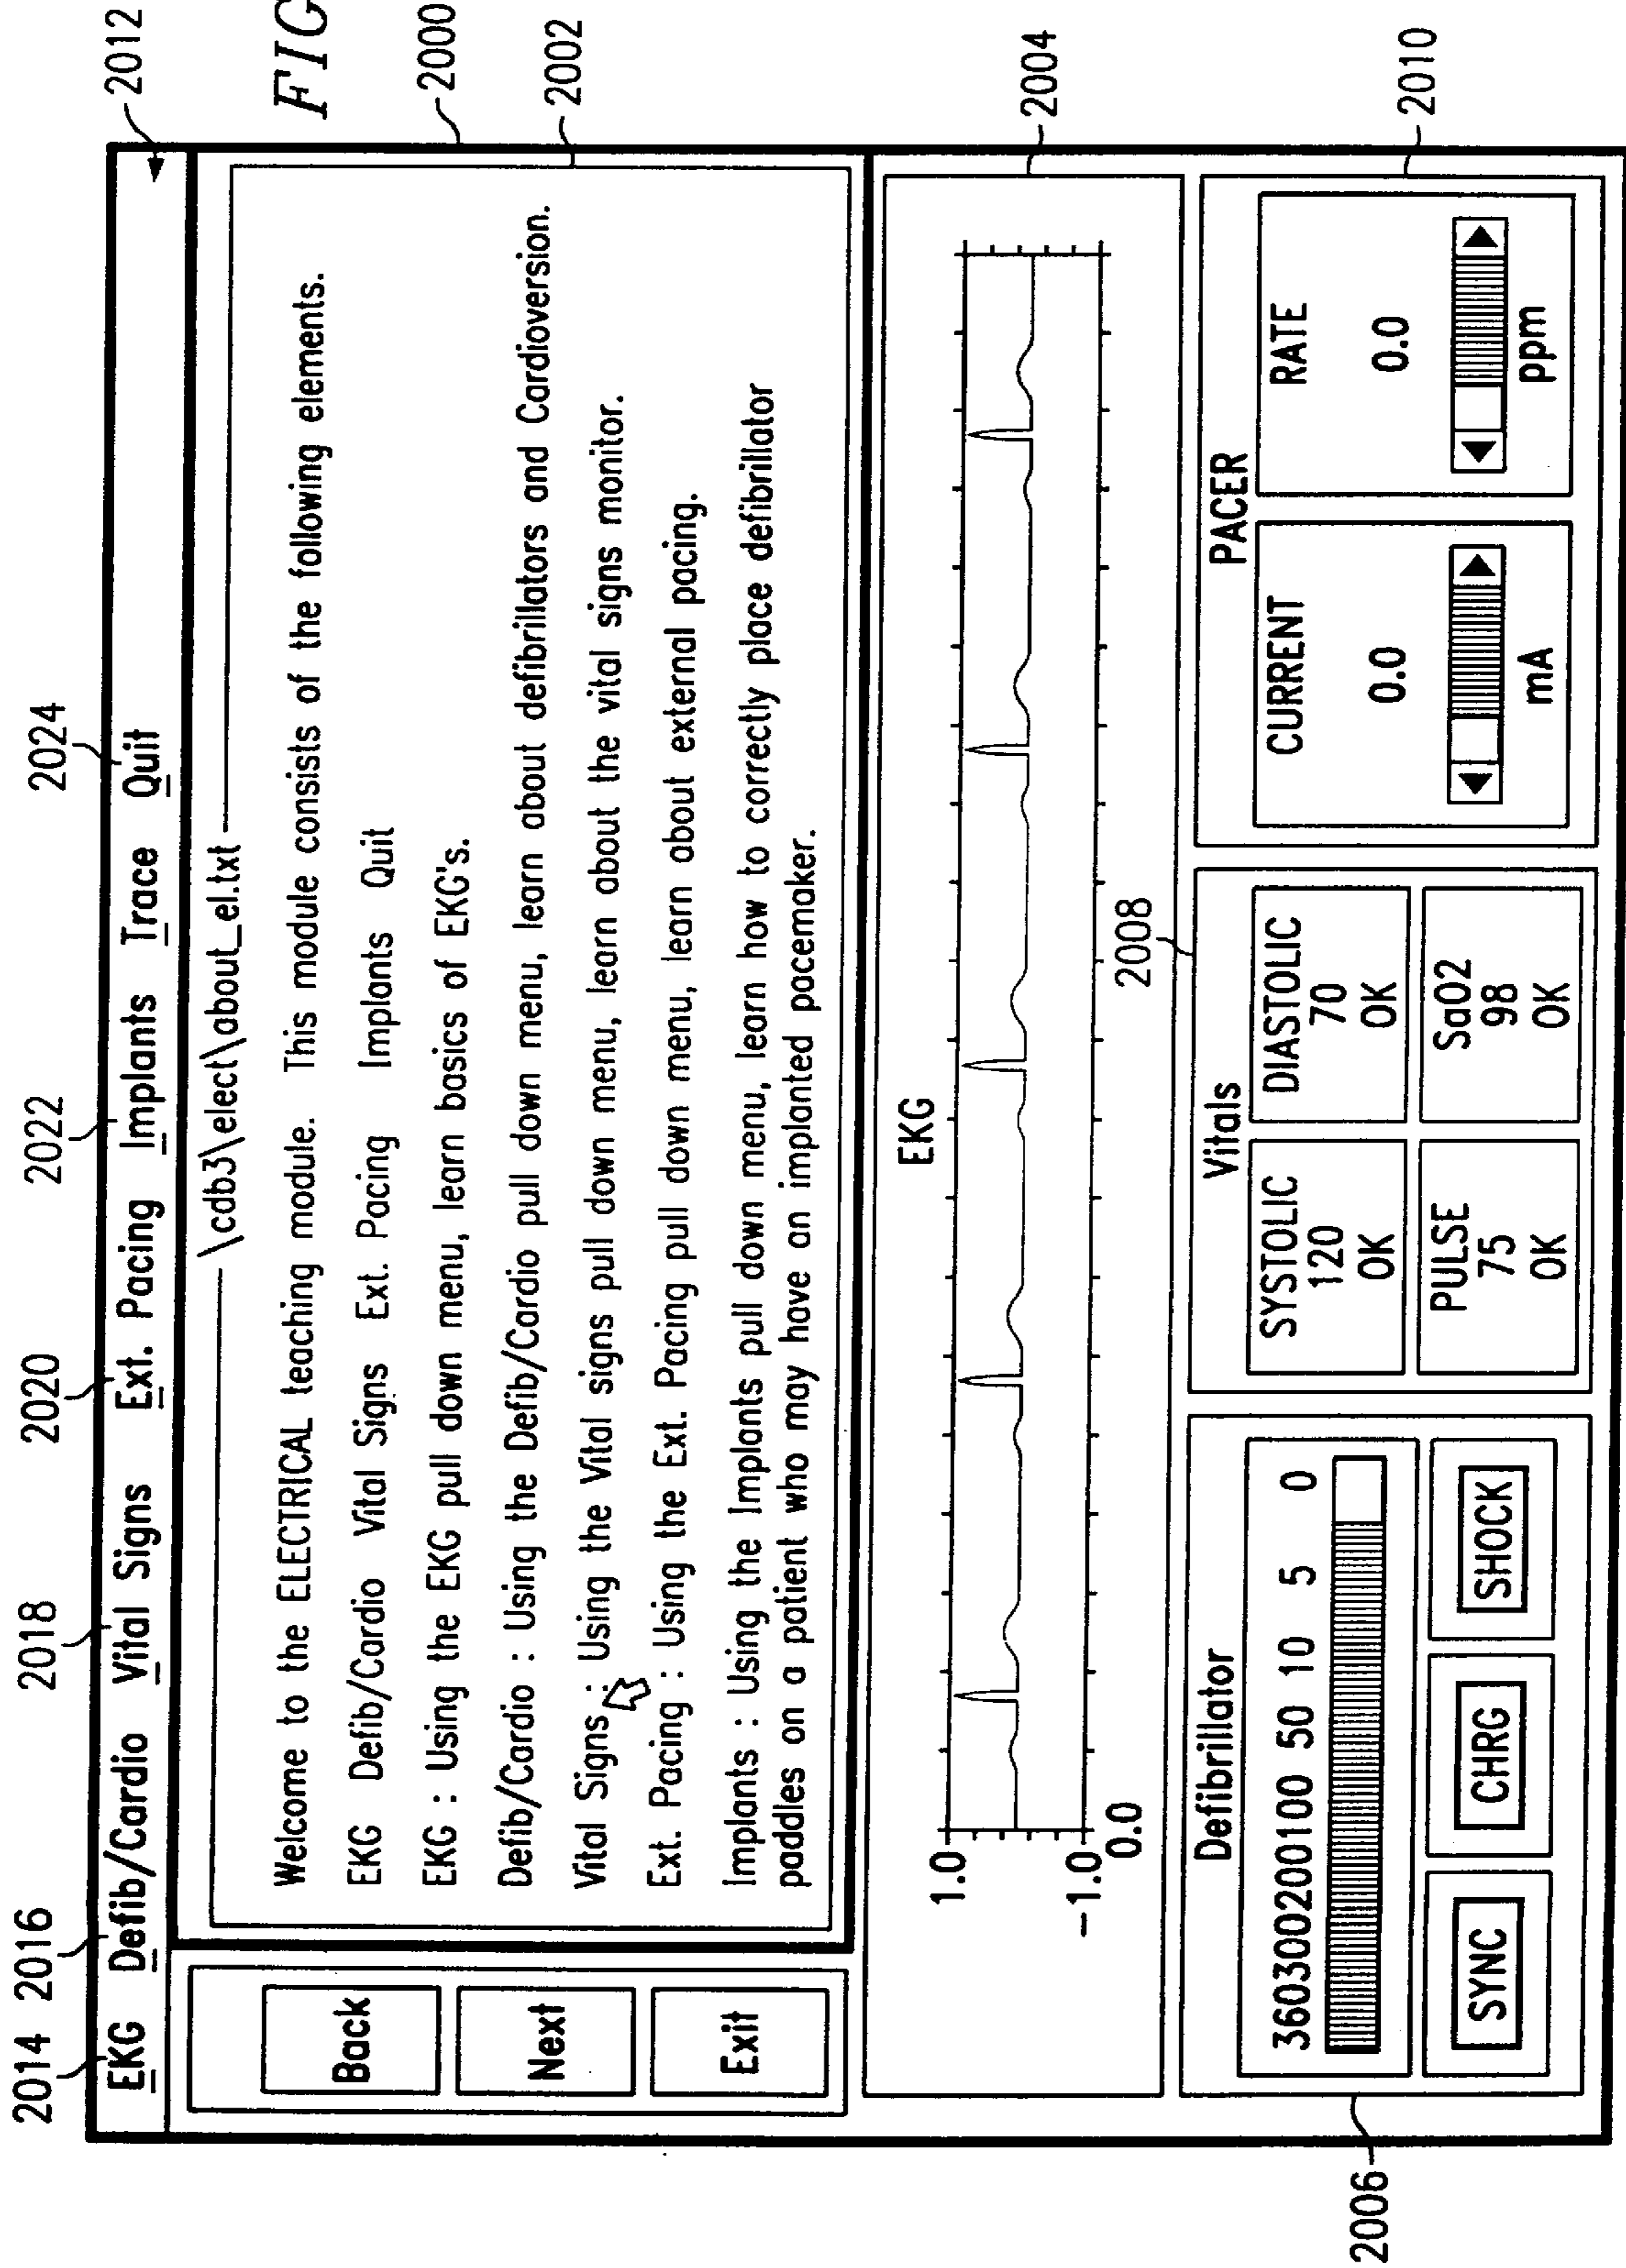 FIG
2014 2016 2018 2020 2022 2024
2012
EKG Defib/Cardio Vital Signs Ext. Pacing Implants Trace Quit
2000
2002
\cdb3\elect\about_el.txt
Back
Next
Exit
Welcome to the ELECTRICAL teaching module. This module consists of the following elements.
EKG Defib/Cardio Vital Signs Ext. Pacing Implants Quit
EKG : Using the EKG pull down menu, learn basics of EKG's.
Defib/Cardio : Using the Defib/Cardio pull down menu, learn about defibrillators and Cardioversion.
Vital Signs : Using the Vital signs pull down menu, learn about the vital signs monitor.
Ext. Pacing : Using the Ext. Pacing pull down menu, learn about external pacing.
Implants : Using the Implants pull down menu, learn how to correctly place defibrillator
paddles on a patient who may have an implanted pacemaker.
EKG
2004
1.0
-1.0
0.0
2006
Defibrillator
360300200100 50 10 5 0
SYNC CHRG SHOCK
2008
Vitals
SYSTOLIC
120
OK
DIASTOLIC
70
OK
PULSE
75
OK
SaO2
98
OK
2010
PACER
CURRENT
0.0
mA
RATE
0.0
ppm